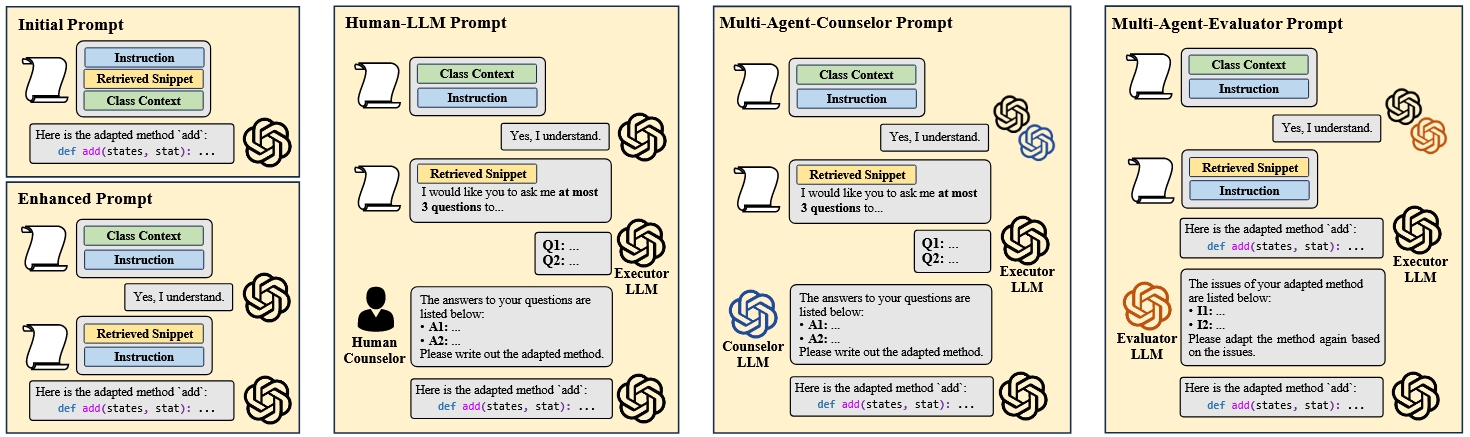 Initial Prompt
Instruction
Retrieved Snippet
Class Context
Here is the adapted method `add`:
def add(states, stat): ...
Enhanced Prompt
Class Context
Instruction
Yes, I understand.
Retrieved Snippet
Instruction
Here is the adapted method `add`:
def add(states, stat): ...
Human-LLM Prompt
Class Context
Instruction
Yes, I understand.
Retrieved Snippet
I would like you to ask me at most
3 questions to...
Q1: ...
Q2: ...
Executor
LLM
Human
Counselor
The answers to your questions are
listed below:
• A1: ...
• A2: ...
Please write out the adapted method.
Here is the adapted method `add`:
def add(states, stat): ...
Multi-Agent-Counselor Prompt
Class Context
Instruction
Yes, I understand.
Retrieved Snippet
I would like you to ask me at most
3 questions to...
Q1: ...
Q2: ...
Executor
LLM
Counselor
LLM
The answers to your questions are
listed below:
• A1: ...
• A2: ...
Please write out the adapted method.
Here is the adapted method `add`:
def add(states, stat): ...
Multi-Agent-Evaluator Prompt
Class Context
Instruction
Yes, I understand.
Retrieved Snippet
Instruction
Here is the adapted method `add`:
def add(states, stat): ...
Executor
LLM
Evaluator
LLM
The issues of your adapted method
are listed below:
• I1: ...
• I2: ...
Please adapt the method again based
on the issues.
Here is the adapted method `add`:
def add(states, stat): ...